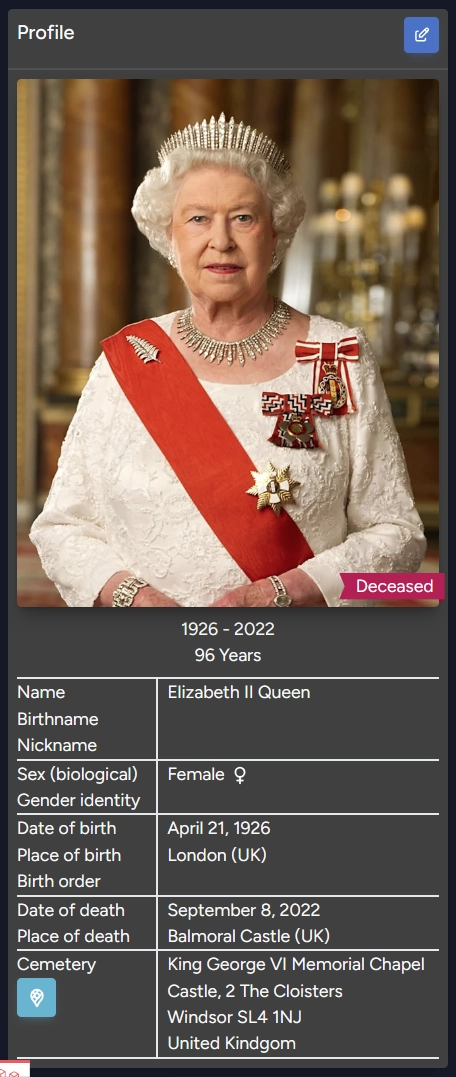 Profile
Deceased
1926 - 2022
96 Years
Name Elizabeth II Queen
Birthname
Nickname
Sex (biological) Female ♀
Gender identity
Date of birth April 21, 1926
Place of birth London (UK)
Birth order
Date of death September 8, 2022
Place of death Balmoral Castle (UK)
Cemetery King George VI Memorial Chapel
Castle, 2 The Cloisters
Windsor SL4 1NJ
United Kindgom